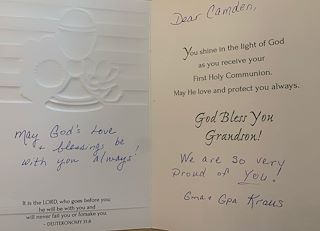 May God's Love
+ blessings be
with you always!
It is the LORD, who goes before you;
he will be with you and
will never fail you or forsake you.
~ DEUTERONOMY 31:8
Dear Camden,
You shine in the light of God
as you receive your
First Holy Communion.
May He love and protect you always.
God Bless You
Grandson!
We are so very
proud of you!
Gma + Gpa Kraus